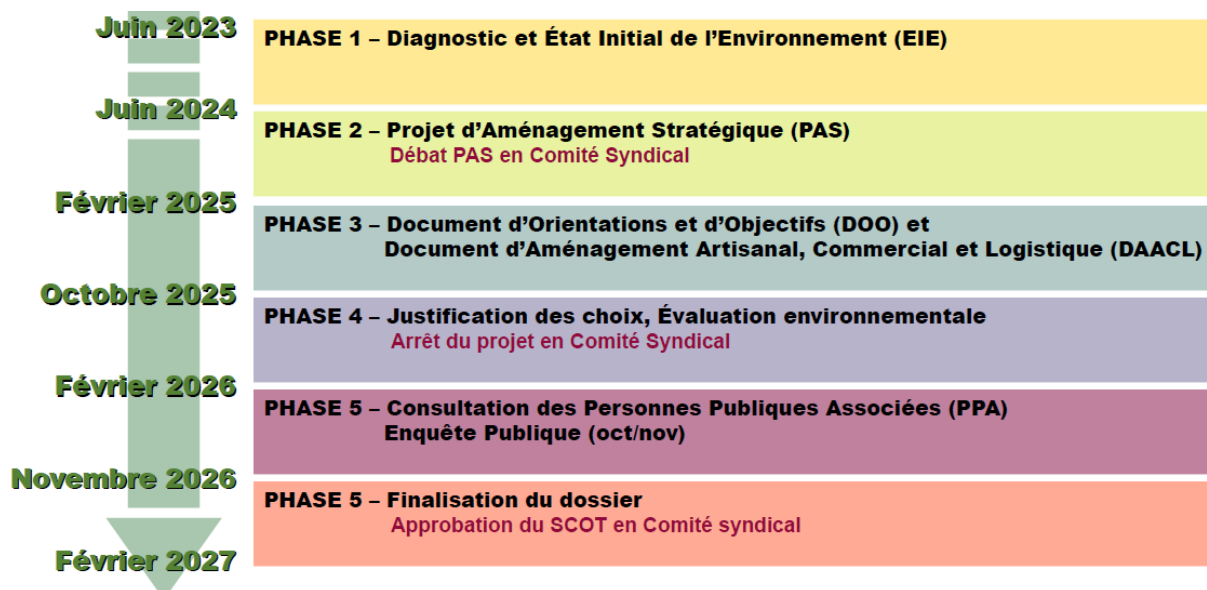 Juin 2023
PHASE 1 – Diagnostic et État Initial de l’Environnement (EIE)
Juin 2024
PHASE 2 – Projet d’Aménagement Stratégique (PAS)
Débat PAS en Comité Syndical
Février 2025
PHASE 3 – Document d’Orientations et d’Objectifs (DOO) et
Document d’Aménagement Artisanal, Commercial et Logistique (DAACL)
Octobre 2025
PHASE 4 – Justification des choix, Évaluation environnementale
Arrêt du projet en Comité Syndical
Février 2026
PHASE 5 – Consultation des Personnes Publiques Associées (PPA)
Enquête Publique (oct/nov)
Novembre 2026
PHASE 5 – Finalisation du dossier
Approbation du SCOT en Comité syndical
Février 2027